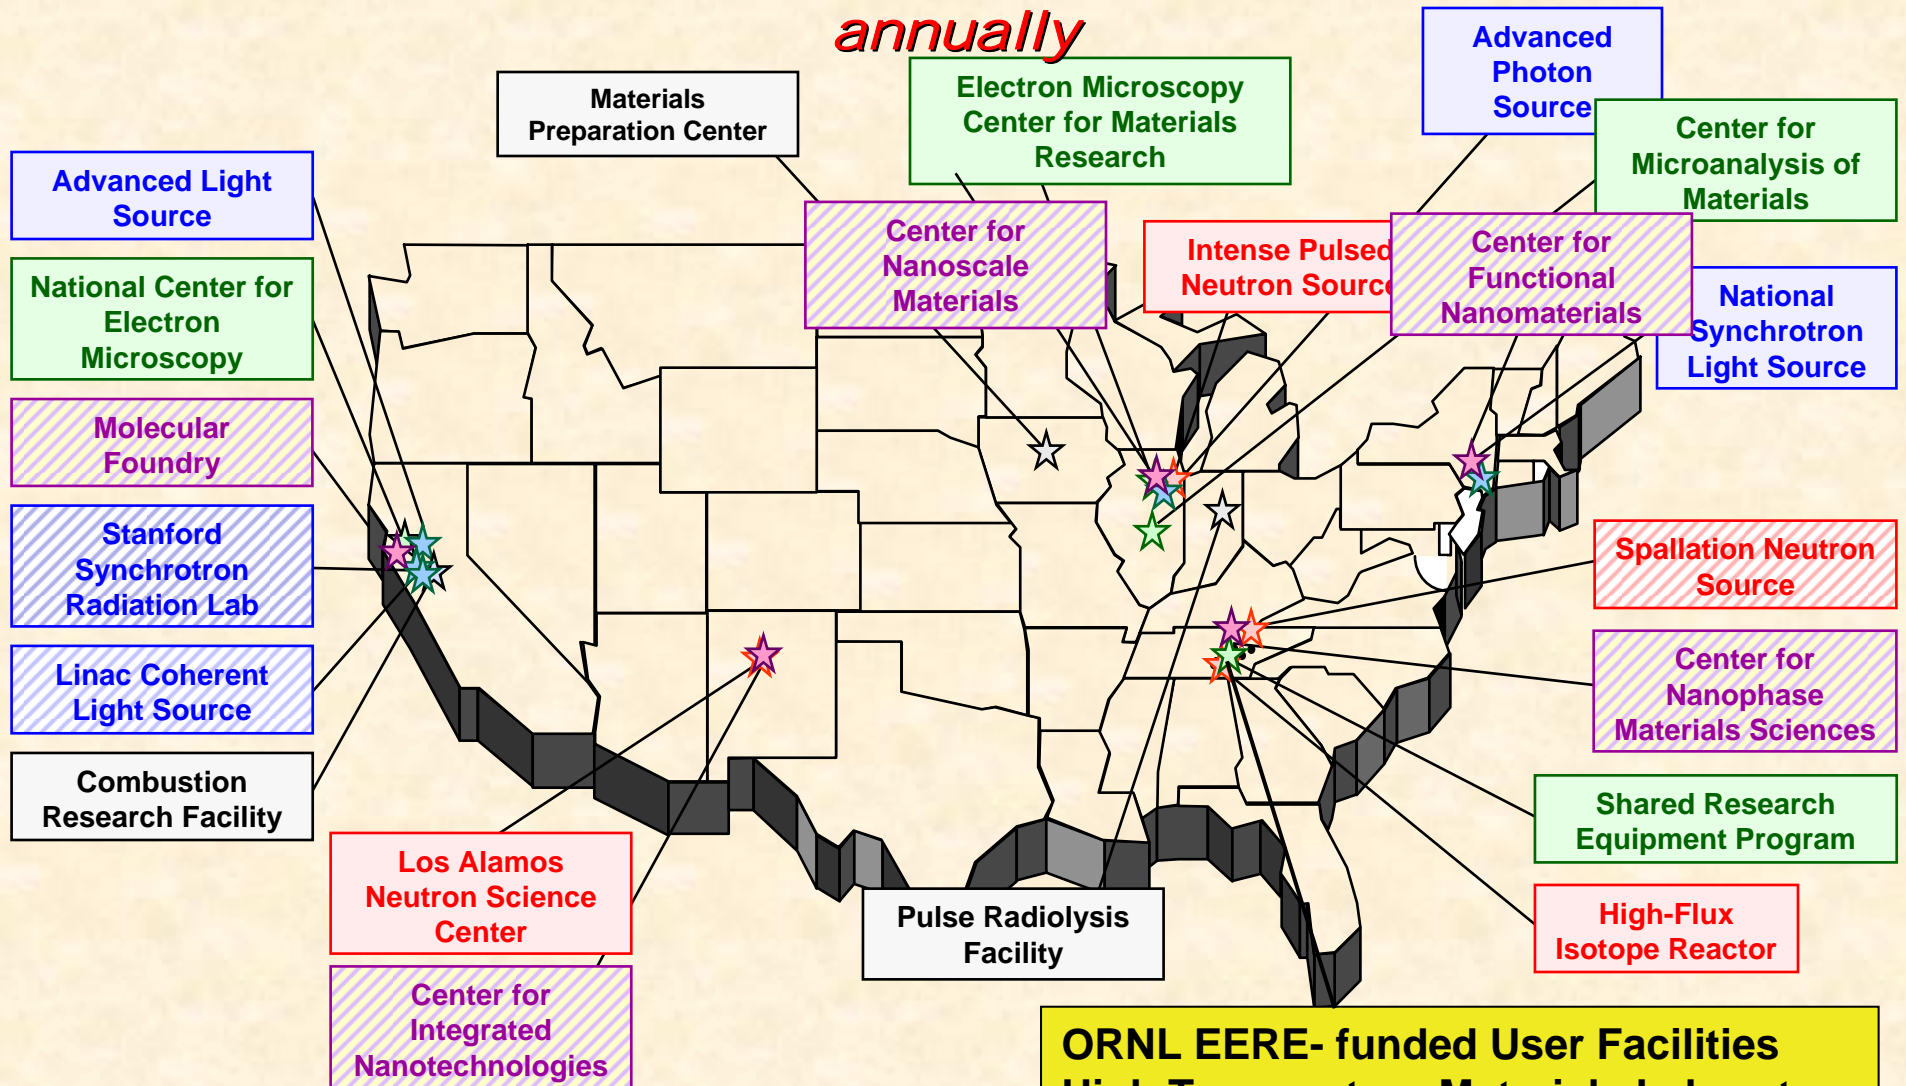 annually
Advanced
Photon
Source
Materials
Preparation Center
Electron Microscopy
Center for Materials
Research
Center for
Microanalysis of
Materials
Advanced Light
Source
Center for
Nanoscale
Materials
Intense Pulsed
Neutron Source
Center for
Functional
Nanomaterials
National Center for
Electron
Microscopy
National
Synchrotron
Light Source
Molecular
Foundry
Stanford
Synchrotron
Radiation Lab
Spallation Neutron
Source
Linac Coherent
Light Source
Center for
Nanophase
Materials Sciences
Combustion
Research Facility
Shared Research
Equipment Program
Los Alamos
Neutron Science
Center
Pulse Radiolysis
Facility
High-Flux
Isotope Reactor
Center for
Integrated
Nanotechnologies
ORNL EERE- funded User Facilities